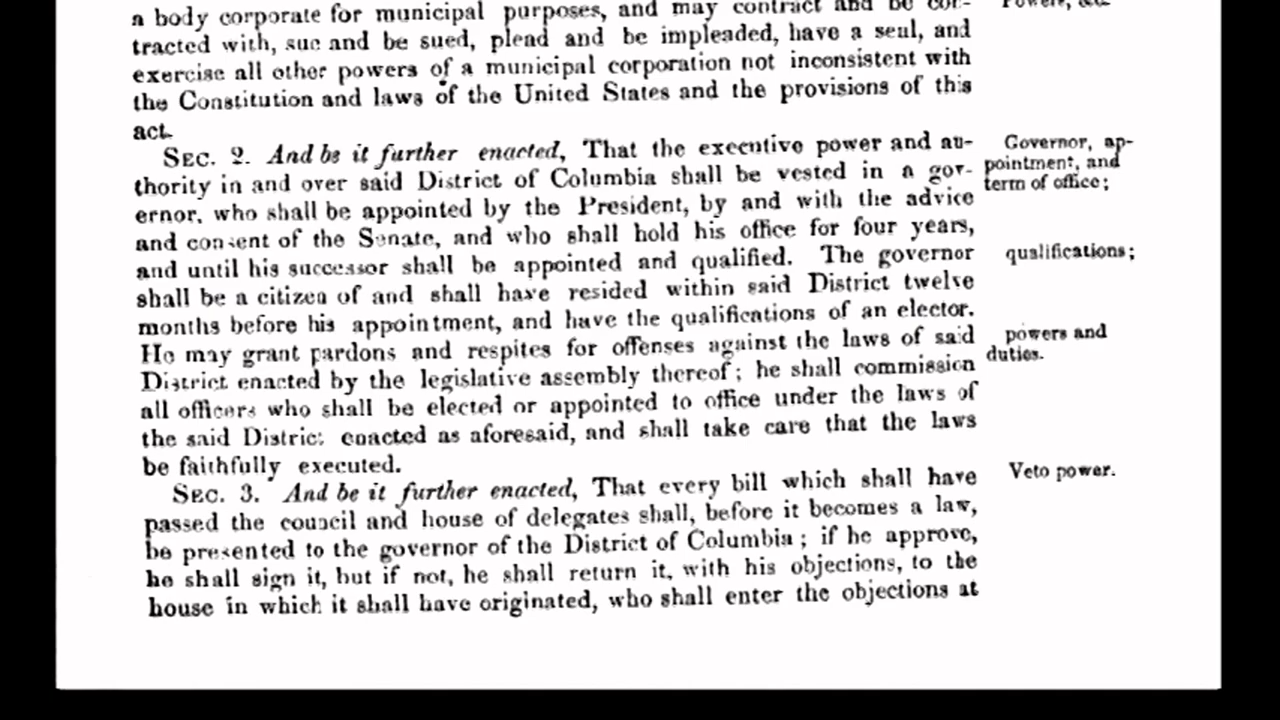 a body corporate for municipal purposes, and may contract and be con-
Powers, &c.
tracted with, sue and be sued, plead and be impleaded, have a seal, and
exercise all other powers of a municipal corporation not inconsistent with
the Constitution and laws of the United States and the provisions of this
act.
SEC. 2. And be it further enacted, That the executive power and au-
Governor, ap-
thority in and over said District of Columbia shall be vested in a gov-
pointment, and
ernor, who shall be appointed by the President, by and with the advice
term of office;
and consent of the Senate, and who shall hold his office for four years,
and until his successor shall be appointed and qualified. The governor
qualifications;
shall be a citizen of and shall have resided within said District twelve
months before his appointment, and have the qualifications of an elector.
He may grant pardons and respites for offenses against the laws of said
powers and
District enacted by the legislative assembly thereof; he shall commission
duties.
all officers who shall be elected or appointed to office under the laws of
the said District enacted as aforesaid, and shall take care that the laws
be faithfully executed.
SEC. 3. And be it further enacted, That every bill which shall have
Veto power.
passed the council and house of delegates shall, before it becomes a law,
be presented to the governor of the District of Columbia; if he approve,
he shall sign it, but if not, he shall return it, with his objections, to the
house in which it shall have originated, who shall enter the objections at